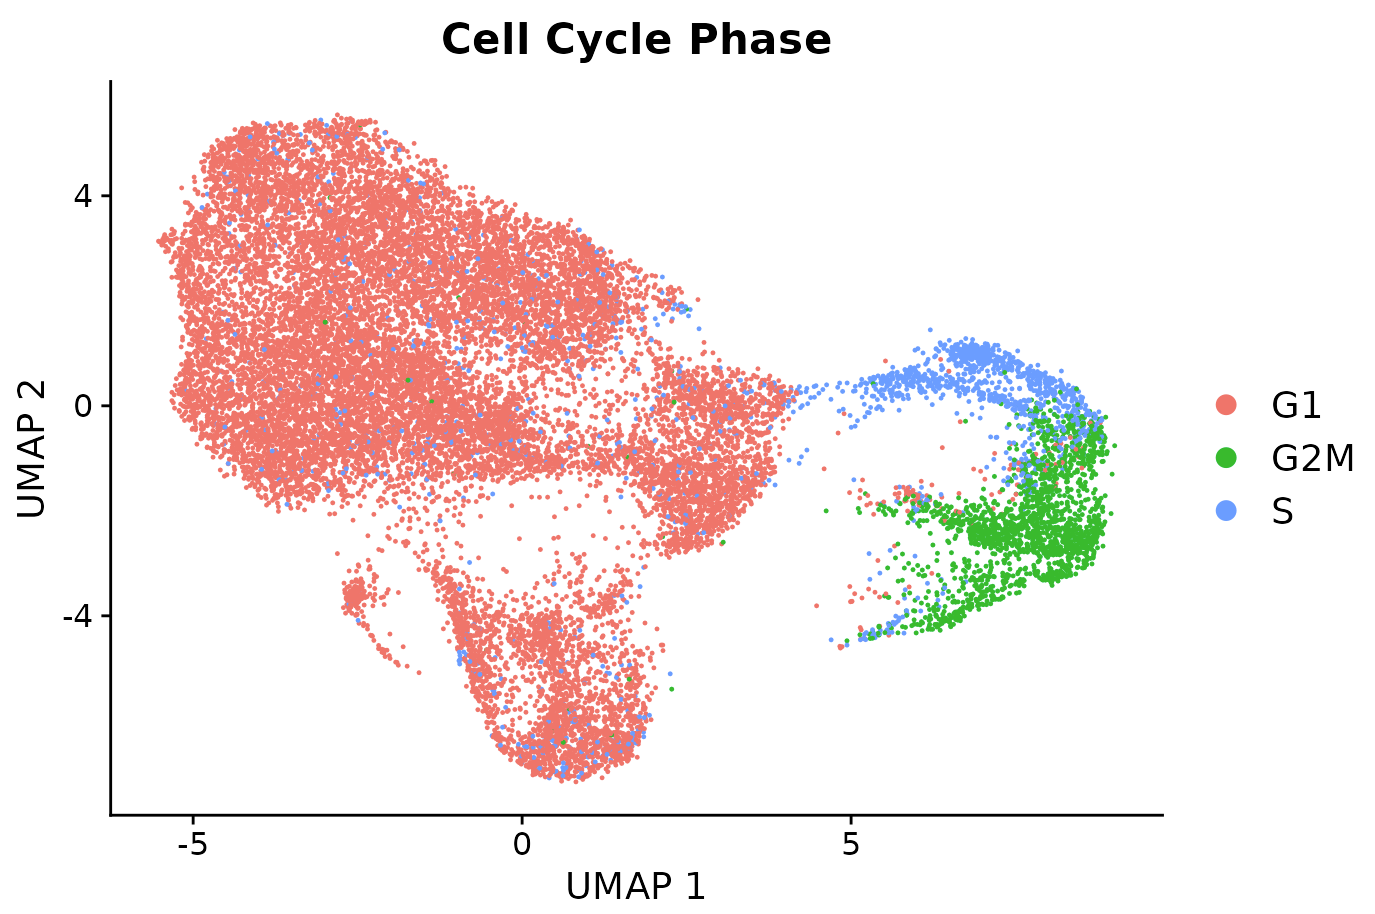 Cell Cycle Phase
4
0
-4
UMAP 2
-5
0
5
UMAP 1
G1
G2M
S